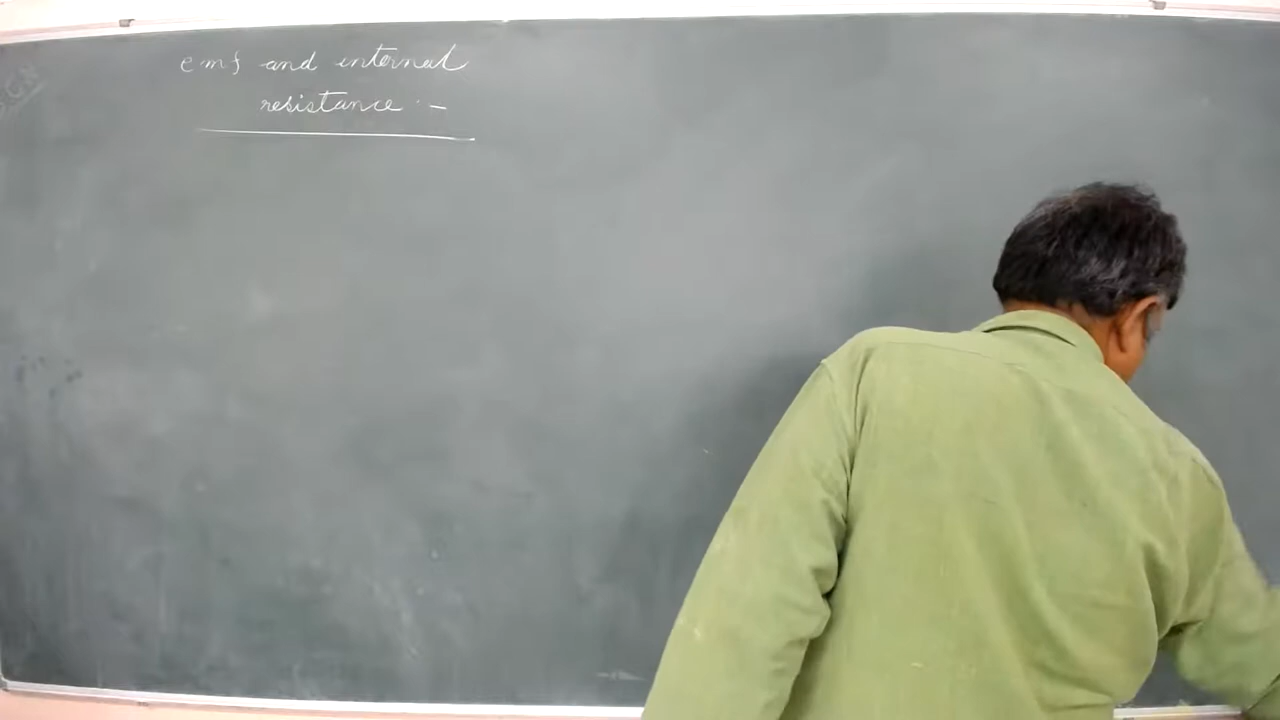 emf and internal
resistance :-